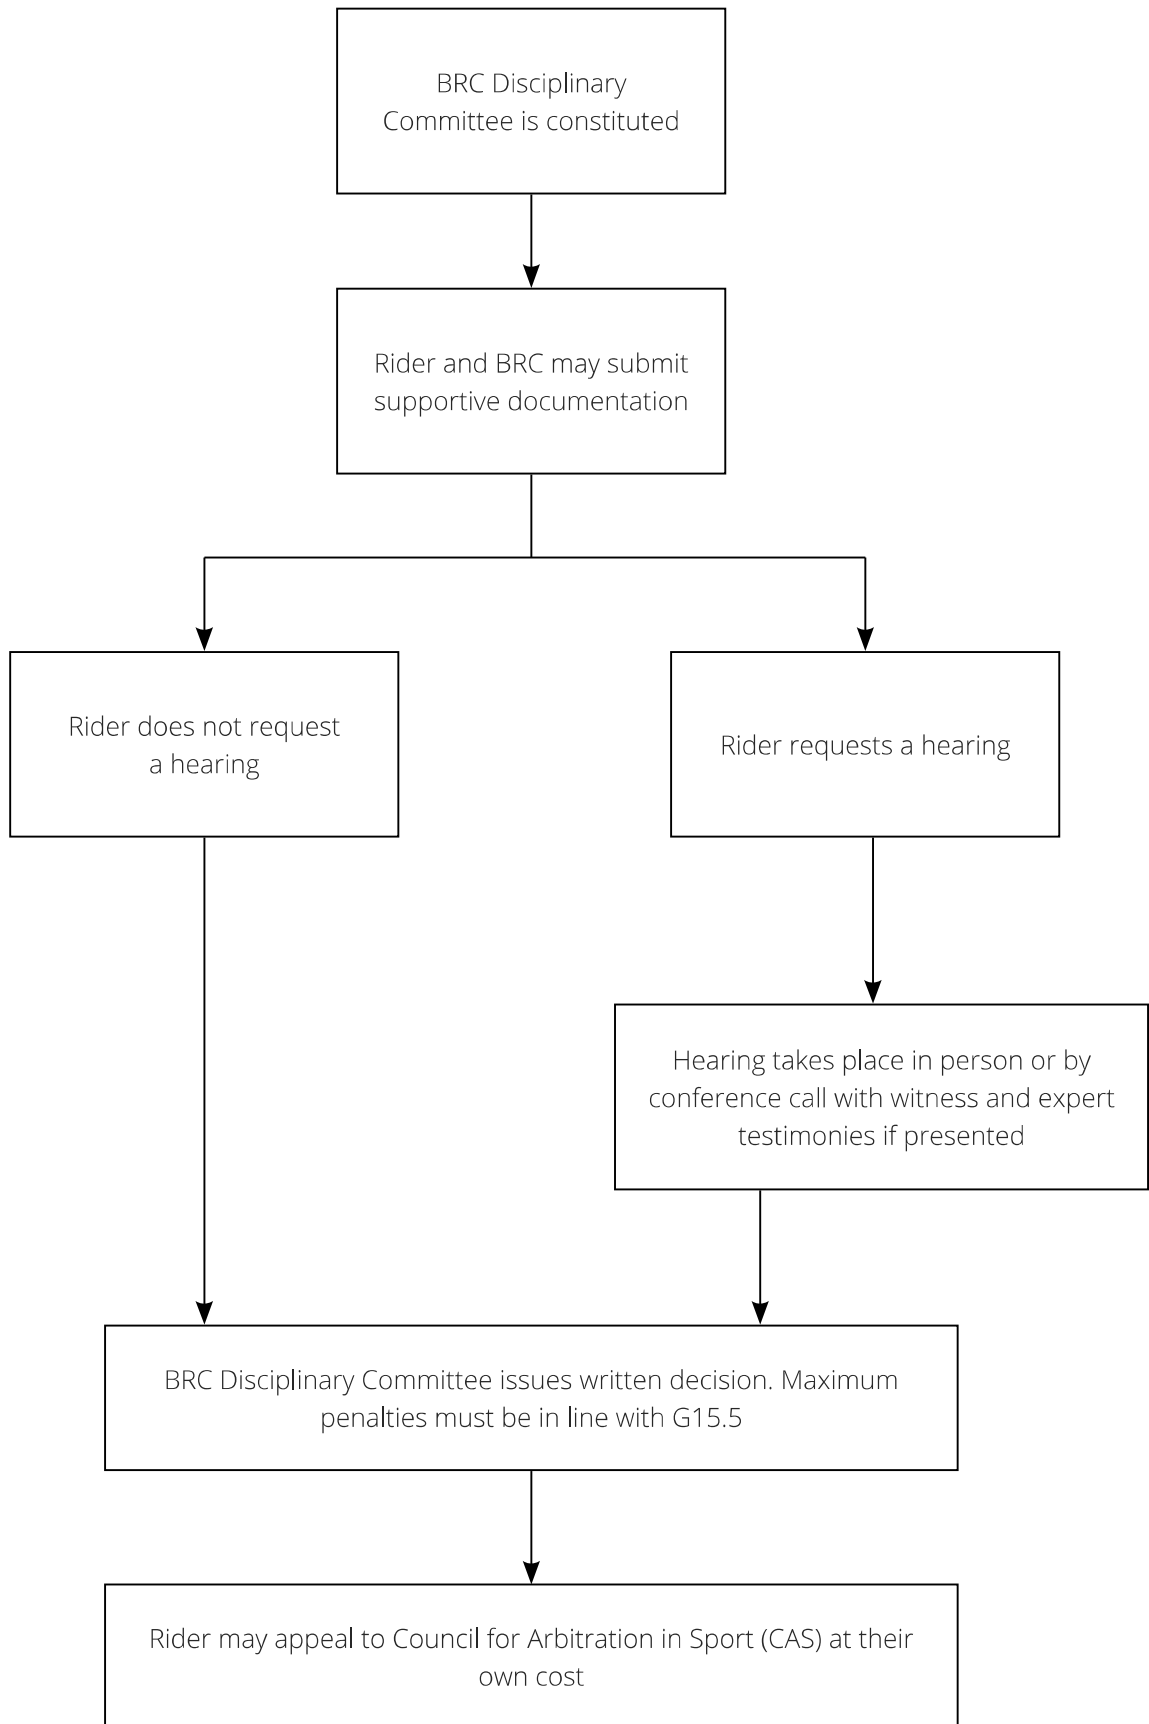 BRC Disciplinary
Committee is constituted
Rider and BRC may submit
supportive documentation
Rider does not request
a hearing
Rider requests a hearing
Hearing takes place in person or by
conference call with witness and expert
testimonies if presented
BRC Disciplinary Committee issues written decision. Maximum
penalties must be in line with G15.5
Rider may appeal to Council for Arbitration in Sport (CAS) at their
own cost